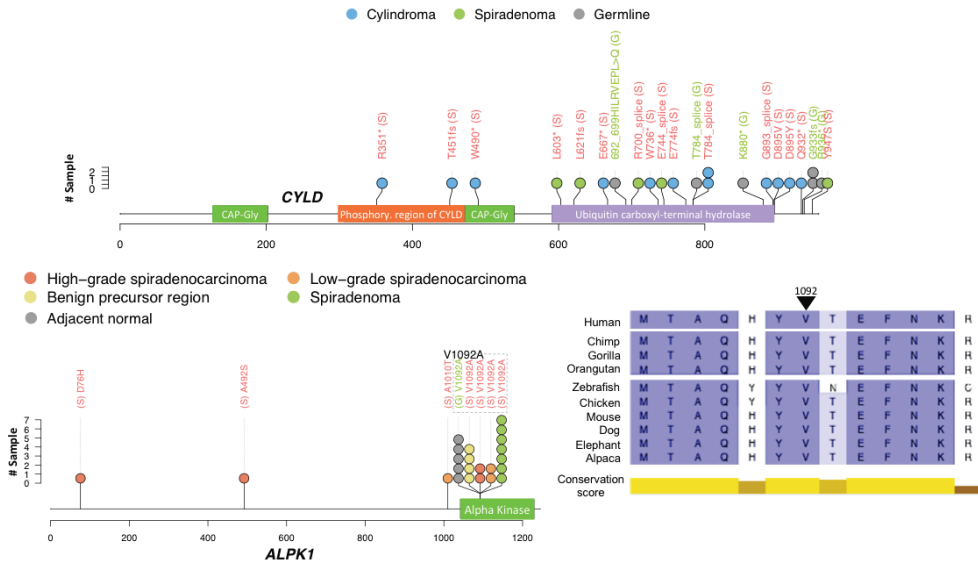 Cylindroma Spiradenoma Germline
R351* (S)
T451fs (S)
W490* (S)
L603* (S)
L621fs (S)
E667* (S)
692_699HILRVEPL>Q (G)
R700_splice (S)
W736* (S)
E744_splice (S)
E774fs (S)
T784_splice (G)
T784_splice (S)
K880* (G)
G893_splice (S)
D895V (S)
D895Y (S)
Q932* (S)
G933fs (G)
R936* (G)
Y947S (S)
# Sample
2
1
0
CYLD
CAP-Gly Phosphory. region of CYLD CAP-Gly Ubiquitin carboxyl-terminal hydrolase
0 200 400 600 800
High-grade spiradenocarcinoma Low-grade spiradenocarcinoma
Benign precursor region Spiradenoma
Adjacent normal
V1092A
(S) D76H
(S) A492S
(S) A1010T
(G) V1092A
(S) V1092A
(S) V1092A
(S) V1092A
(S) V1092A
# Sample
7
6
5
4
3
2
1
0
Alpha Kinase
0 200 400 600 800 1000 1200
ALPK1
1092
Human M T A Q H Y V T E F N K R
Chimp M T A Q H Y V T E F N K R
Gorilla M T A Q H Y V T E F N K R
Orangutan M T A Q H Y V T E F N K R
Zebrafish M T A Q Y Y V N E F N K C
Chicken M T A Q Y Y V T E F N K R
Mouse M T A Q H Y V T E F N K R
Dog M T A Q H Y V T E F N K R
Elephant M T A Q H Y V T E F N K R
Alpaca M T A Q H Y V T E F N K R
Conservation
score